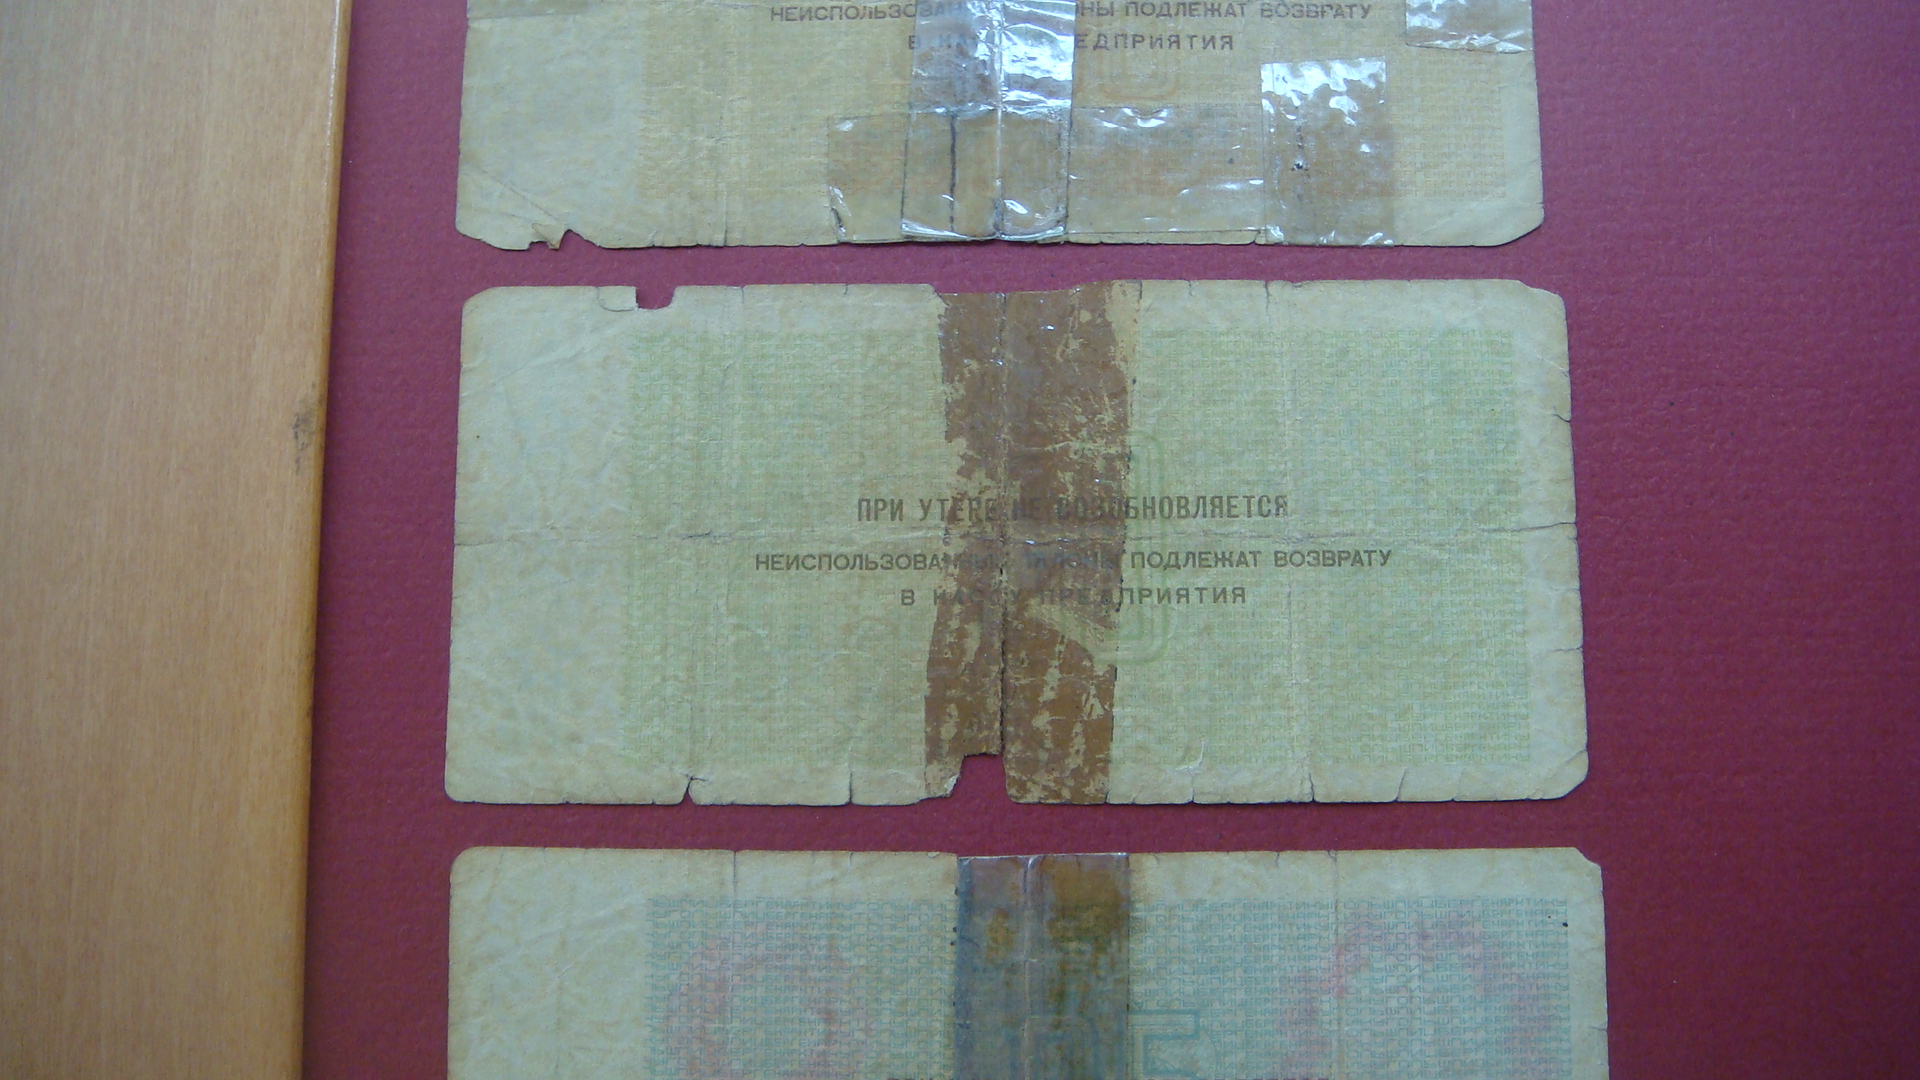 НЕИСПОЛЬЗОВАННЫЕ ТАЛОНЫ ПОДЛЕЖАТ ВОЗВРАТУ
В КАССУ ПРЕДПРИЯТИЯ
ПРИ УТЕРЕ НЕ ВОЗОБНОВЛЯЕТСЯ
НЕИСПОЛЬЗОВАННЫЕ ТАЛОНЫ ПОДЛЕЖАТ ВОЗВРАТУ
В КАССУ ПРЕДПРИЯТИЯ